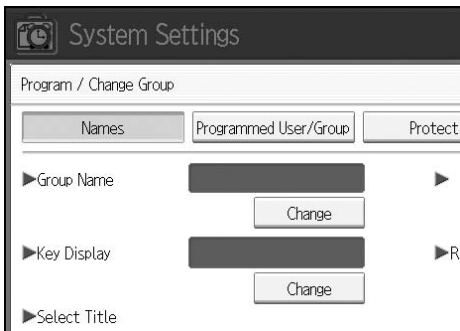 System Settings
Program / Change Group
Names Programmed User/Group Protect
Group Name
Change
Key Display R
Change
Select Title